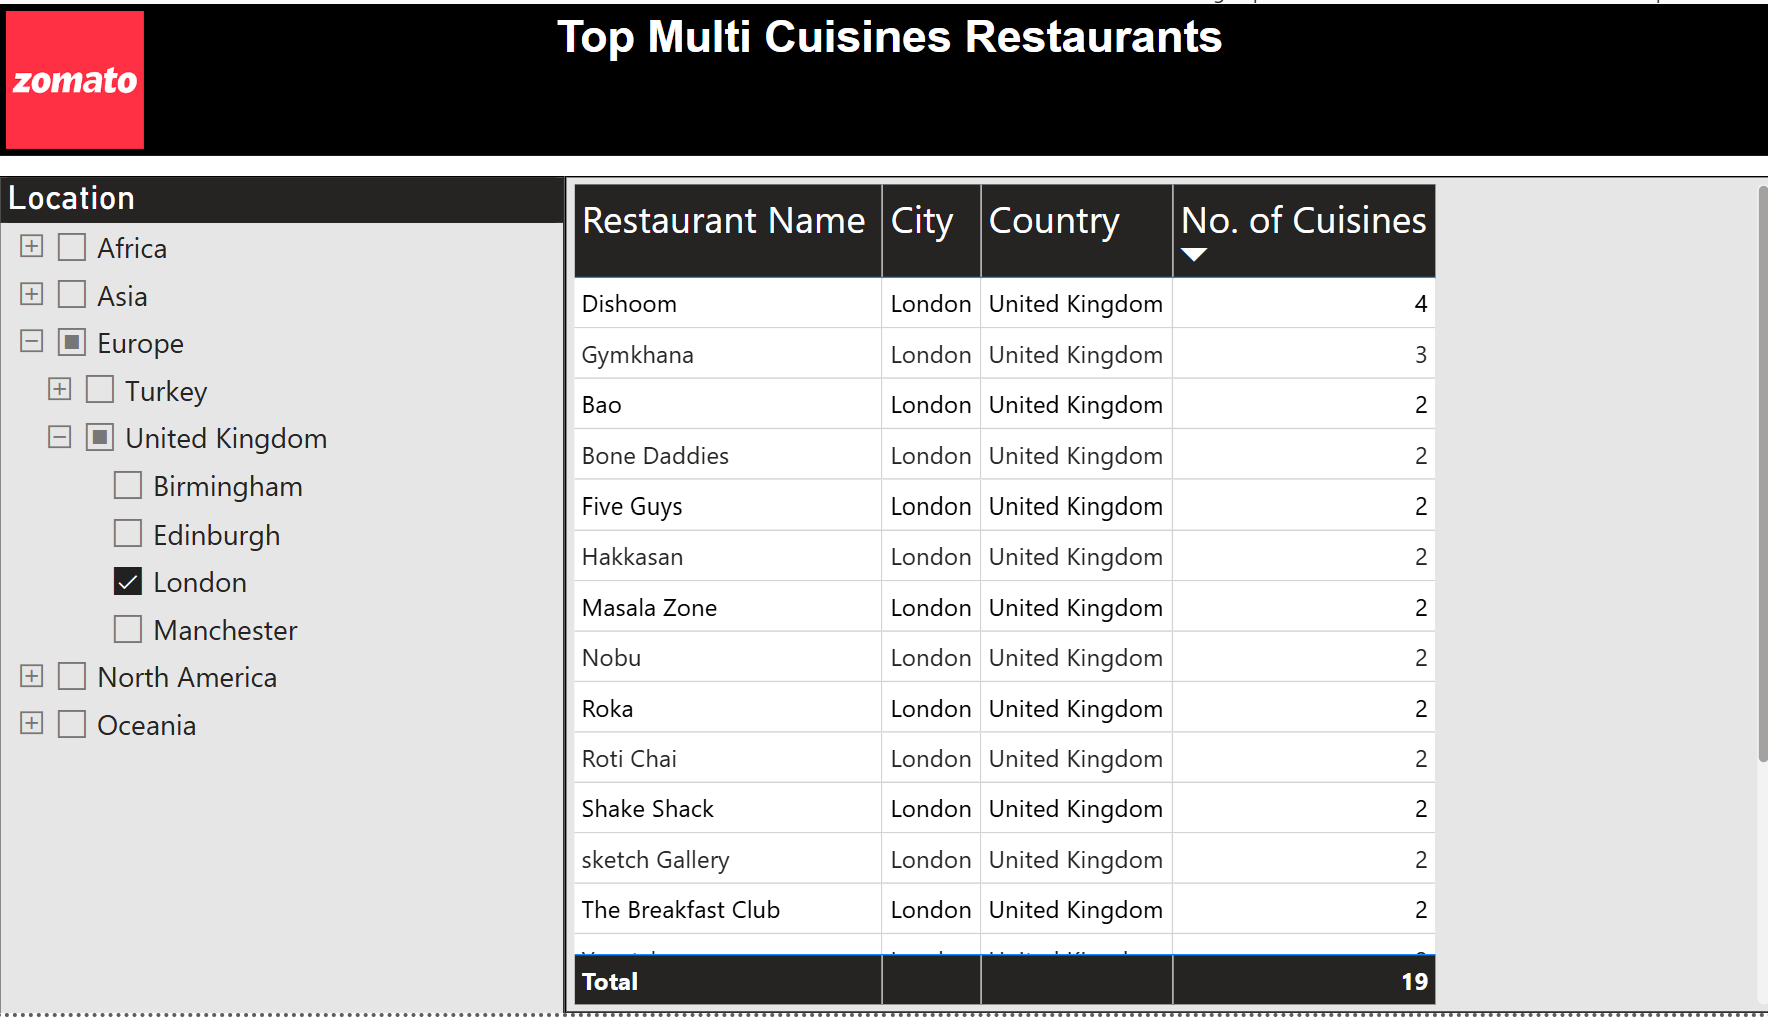 Top Multi Cuisines Restaurants
zomato
Location
Africa
Asia
Europe
Turkey
United Kingdom
Birmingham
Edinburgh
London
Manchester
North America
Oceania
Restaurant Name City Country No. of Cuisines
Dishoom London United Kingdom 4
Gymkhana London United Kingdom 3
Bao London United Kingdom 2
Bone Daddies London United Kingdom 2
Five Guys London United Kingdom 2
Hakkasan London United Kingdom 2
Masala Zone London United Kingdom 2
Nobu London United Kingdom 2
Roka London United Kingdom 2
Roti Chai London United Kingdom 2
Shake Shack London United Kingdom 2
sketch Gallery London United Kingdom 2
The Breakfast Club London United Kingdom 2
Total 19